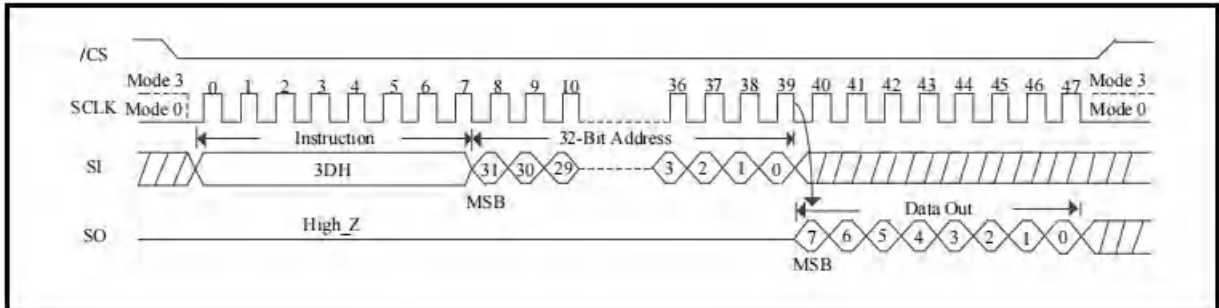 /CS
Mode 3 0 1 2 3 4 5 6 7 8 9 10 36 37 38 39 40 41 42 43 44 45 46 47 Mode 3
SCLK Mode 0 Mode 0
Instruction 32-Bit Address
SI 3DH 31 30 29 3 2 1 0
MSB
High_Z Data Out
SO 7 6 5 4 3 2 1 0
MSB